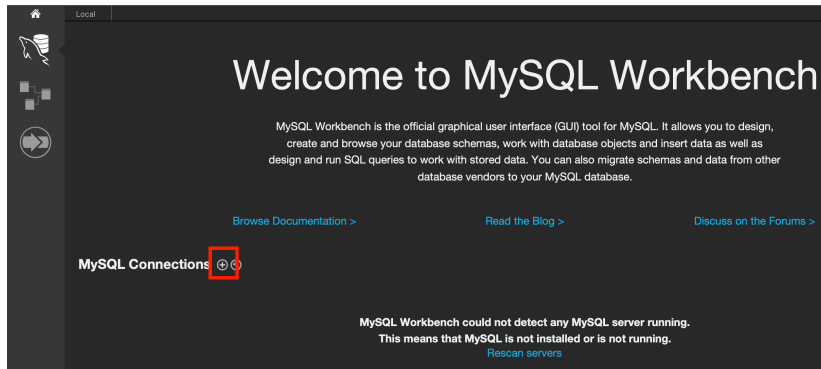 Local
Welcome to MySQL Workbench
MySQL Workbench is the official graphical user interface (GUI) tool for MySQL. It allows you to design,
create and browse your database schemas, work with database objects and insert data as well as
design and run SQL queries to work with stored data. You can also migrate schemas and data from other
database vendors to your MySQL database.
Browse Documentation > Read the Blog > Discuss on the Forums >
MySQL Connections
MySQL Workbench could not detect any MySQL server running.
This means that MySQL is not installed or is not running.
Rescan servers